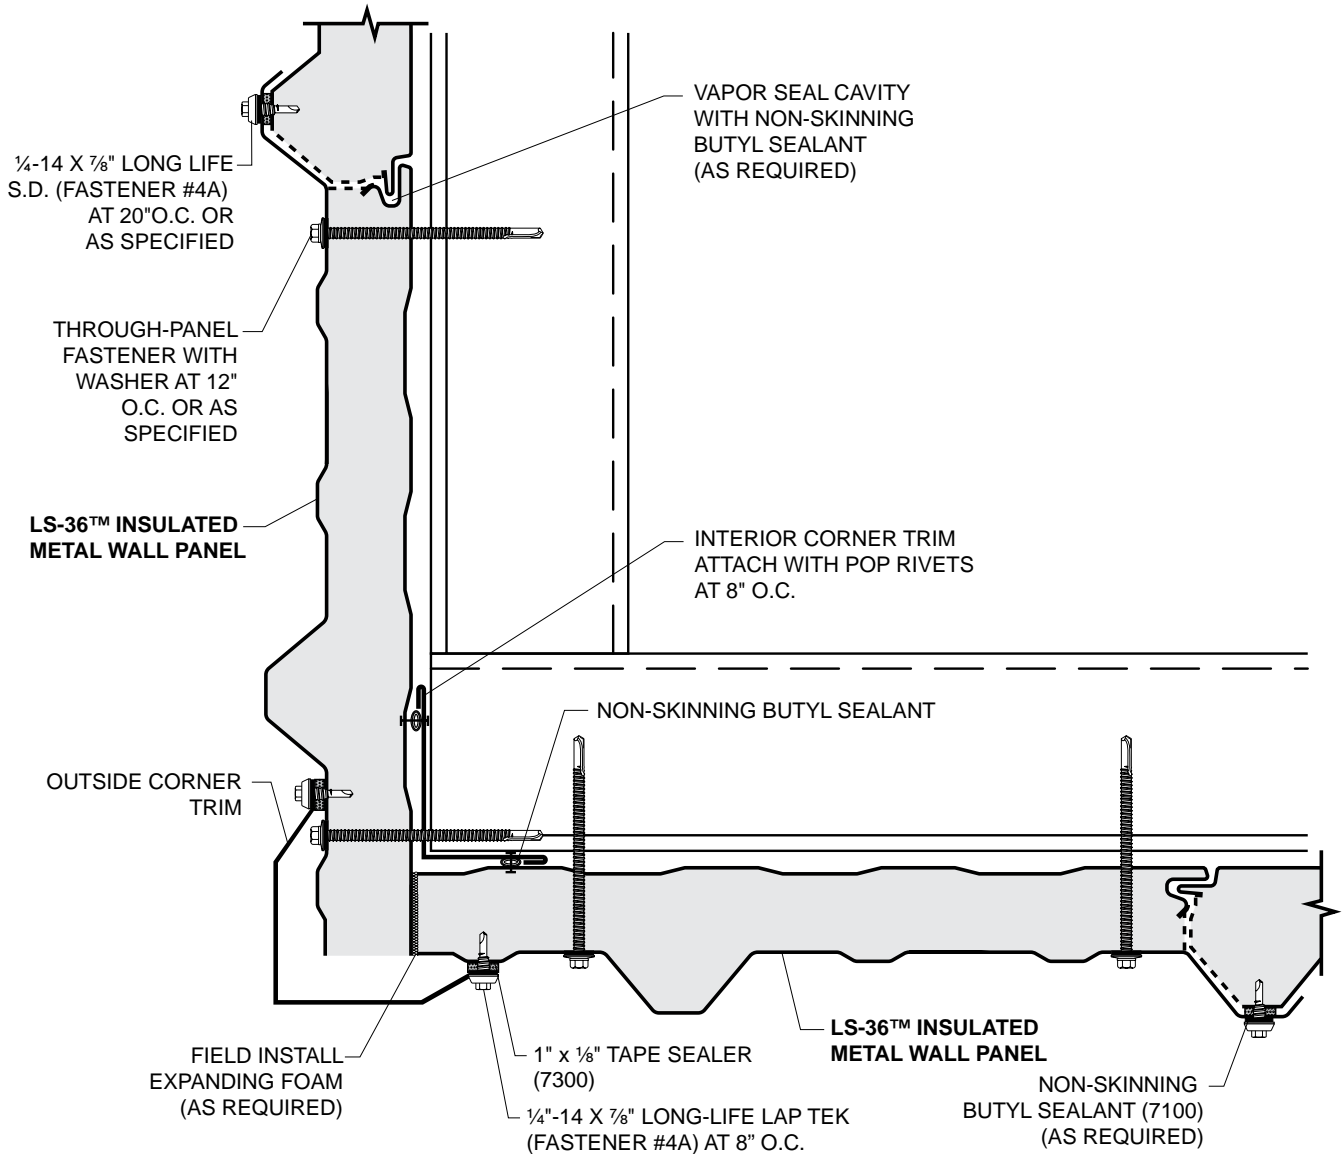 VAPOR SEAL CAVITY
WITH NON-SKINNING
BUTYL SEALANT
(AS REQUIRED)
¼-14 X ⅞" LONG LIFE
S.D. (FASTENER #4A)
AT 20"O.C. OR
AS SPECIFIED
THROUGH-PANEL
FASTENER WITH
WASHER AT 12"
O.C. OR AS
SPECIFIED
LS-36™ INSULATED
METAL WALL PANEL
INTERIOR CORNER TRIM
ATTACH WITH POP RIVETS
AT 8" O.C.
NON-SKINNING BUTYL SEALANT
OUTSIDE CORNER
TRIM
FIELD INSTALL
EXPANDING FOAM
(AS REQUIRED)
1" x ⅛" TAPE SEALER
(7300)
¼"-14 X ⅞" LONG-LIFE LAP TEK
(FASTENER #4A) AT 8” O.C.
LS-36™ INSULATED
METAL WALL PANEL
NON-SKINNING
BUTYL SEALANT (7100)
(AS REQUIRED)